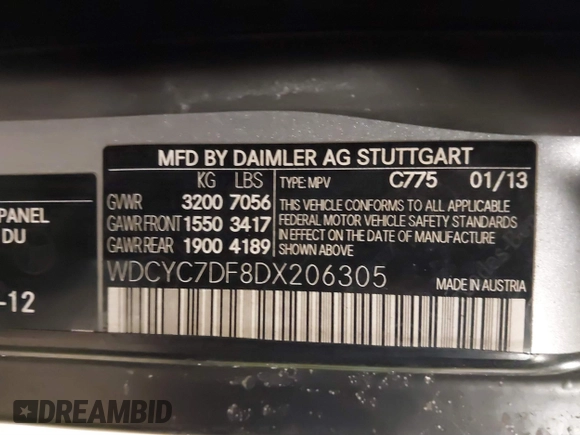 MFD BY DAIMLER AG STUTTGART
KG LBS TYPE: MPV C775 01/13
GVWR 3200 7056
GAWR FRONT 1550 3417
GAWR REAR 1900 4189
THIS VEHICLE CONFORMS TO ALL APPLICABLE
FEDERAL MOTOR VEHICLE SAFETY STANDARDS
IN EFFECT ON THE DATE OF MANUFACTURE
SHOWN ABOVE.
WDCYC7DF8DX206305
MADE IN AUSTRIA
PANEL
DU
-12
DREAMBID